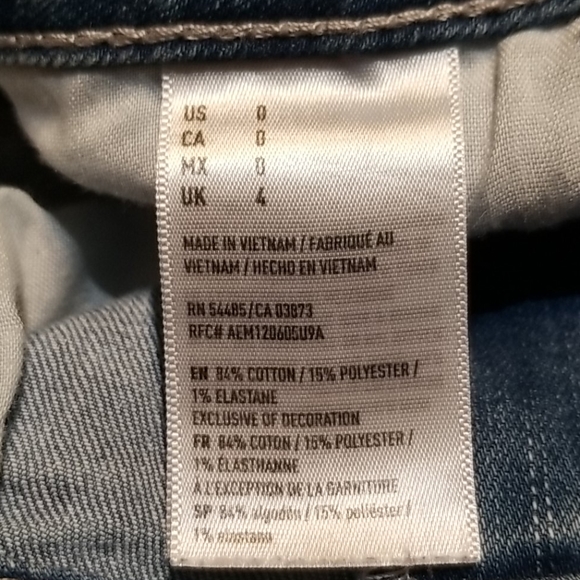 US 0
CA 0
MX 0
UK 4
MADE IN VIETNAM / FABRIQUÉ AU
VIETNAM / HECHO EN VIETNAM
RN 54485/CA 03873
RFC# AEM120605U9A
EN 84% COTTON / 15% POLYESTER /
1% ELASTANE
EXCLUSIVE OF DECORATION
FR 84% COTON / 15% POLYESTER /
1% ÉLASTHANNE
À L'EXCEPTION DE LA GARNITURE
SP 84% algodón / 15% poliéster /
1% elastano